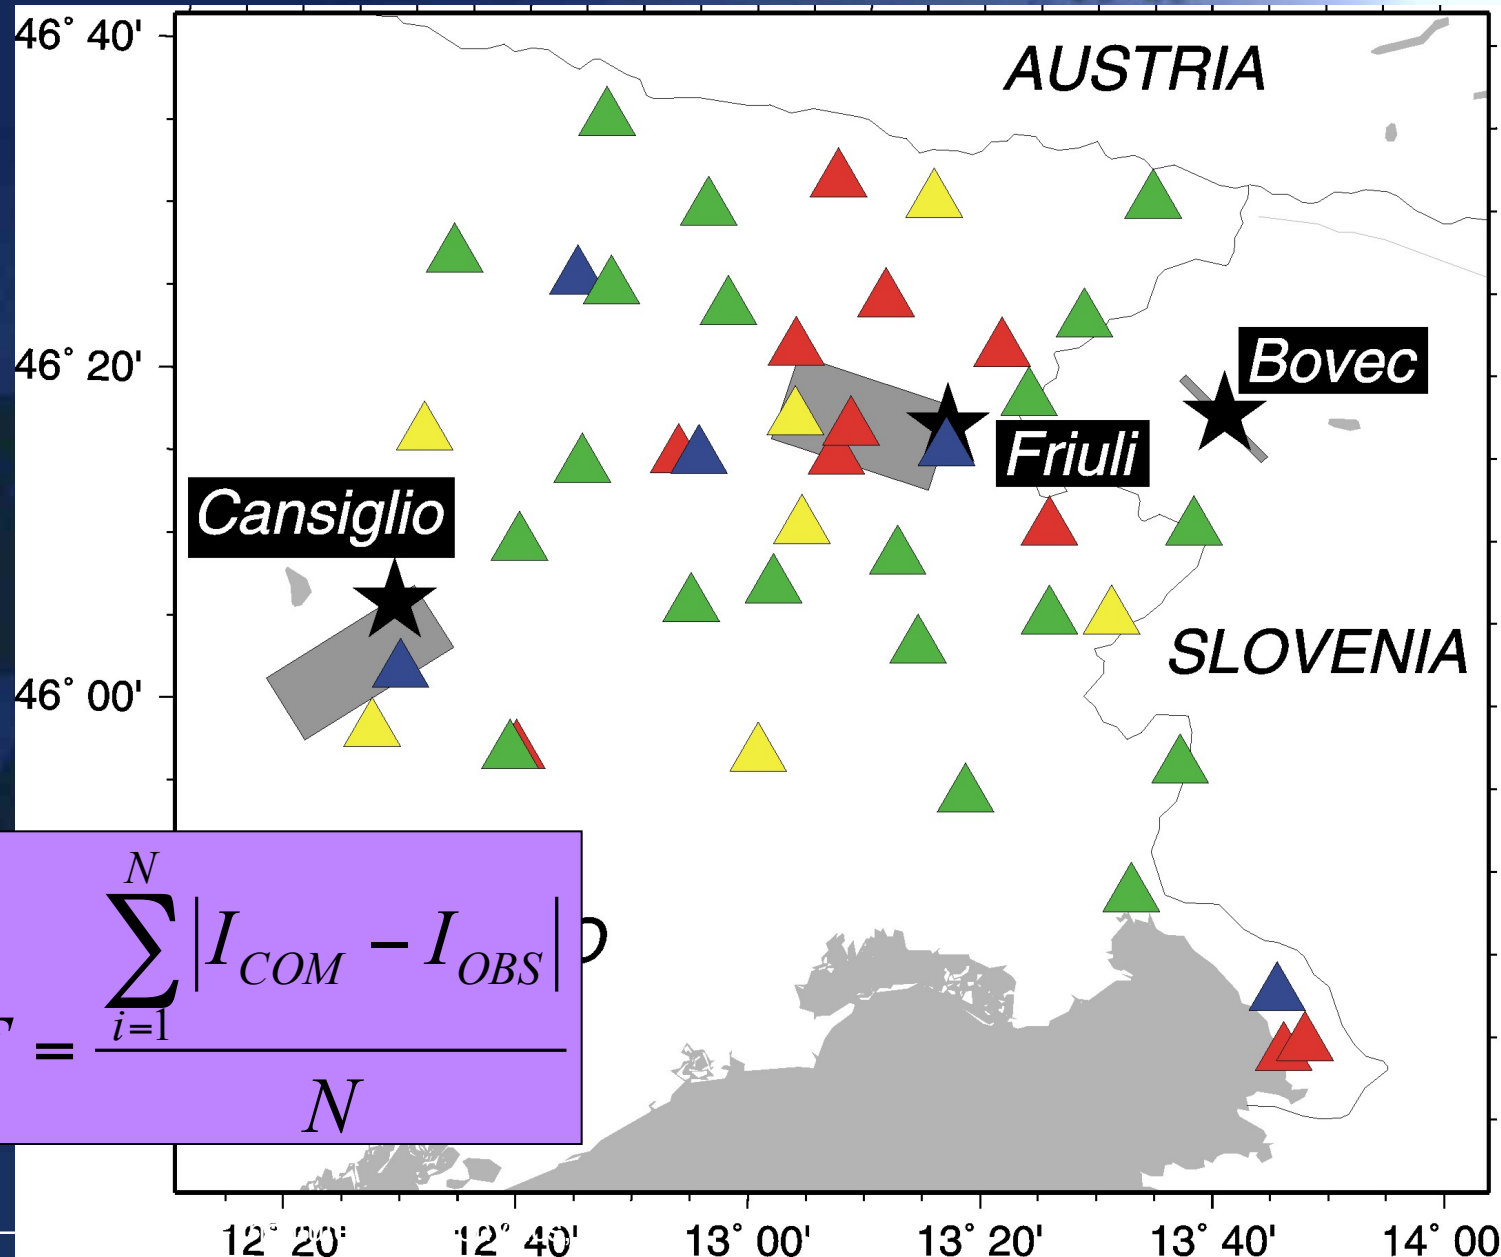 46° 40'
AUSTRIA
46° 20'
Bovec
Friuli
Cansiglio
SLOVENIA
46° 00'
N
∑ |I_COM − I_OBS|
i=1
=
N
12° 20' 12° 40' 13° 00' 13° 20' 13° 40' 14° 00'